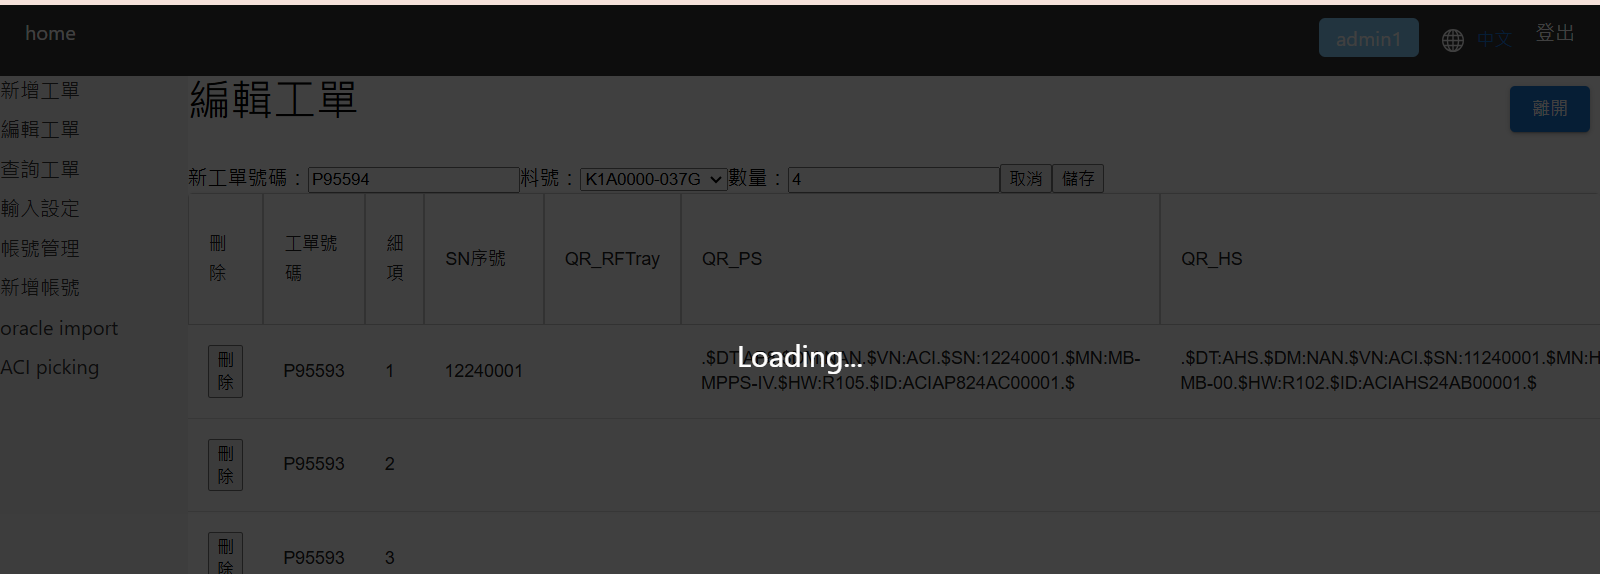 home
admin1
中文
登出
新增工單
編輯工單
查詢工單
輸入設定
帳號管理
新增帳號
oracle import
ACI picking
編輯工單
離開
新工單號碼：P95594 料號：K1A0000-037G 數量：4 取消 儲存
刪除 工單號碼 細項 SN序號 QR_RFTray QR_PS QR_HS
刪除 P95593 1 12240001
.$DT: $VN:ACI.$SN:12240001.$MN:MB-
MPPS-IV.$HW:R105.$ID:ACIAP824AC00001.$
.$DT:AHS.$DM:NAN.$VN:ACI.$SN:11240001.$MN:H
MB-00.$HW:R102.$ID:ACIAHS24AB00001.$
Loading...
刪除 P95593 2
刪除 P95593 3